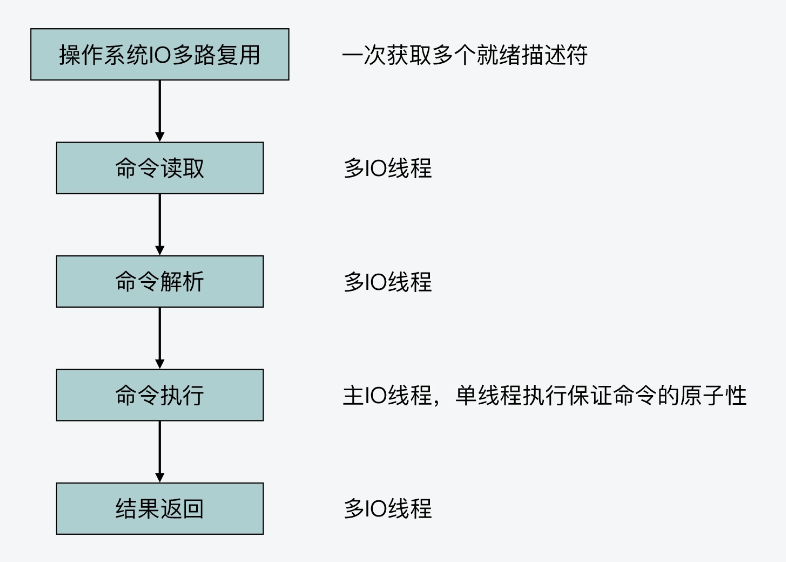 操作系统IO多路复用 一次获取多个就绪描述符
命令读取 多IO线程
命令解析 多IO线程
命令执行 主IO线程，单线程执行保证命令的原子性
结果返回 多IO线程